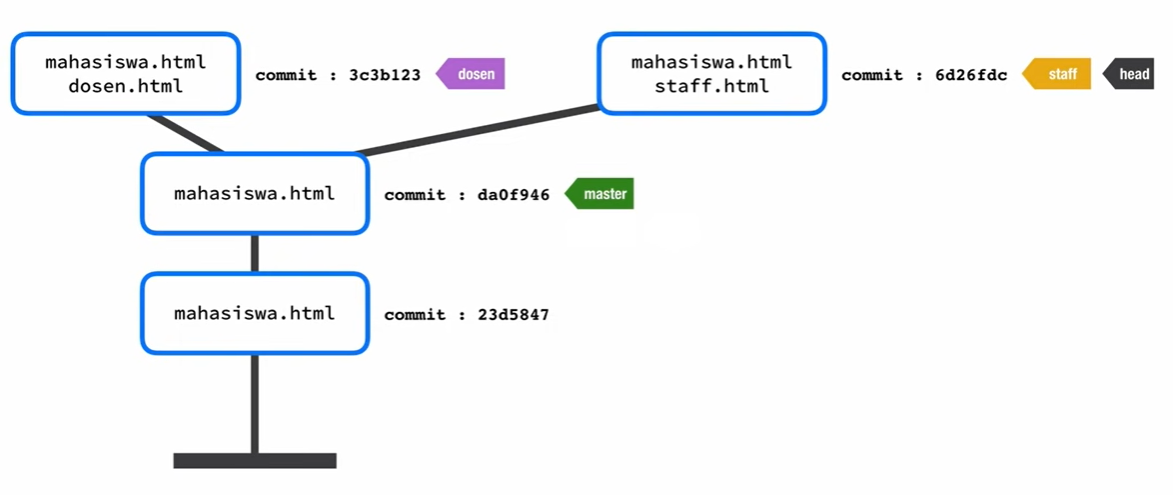 mahasiswa.html
dosen.html
commit : 3c3b123
dosen
mahasiswa.html
staff.html
commit : 6d26fdc
staff
head
mahasiswa.html
commit : da0f946
master
mahasiswa.html
commit : 23d5847